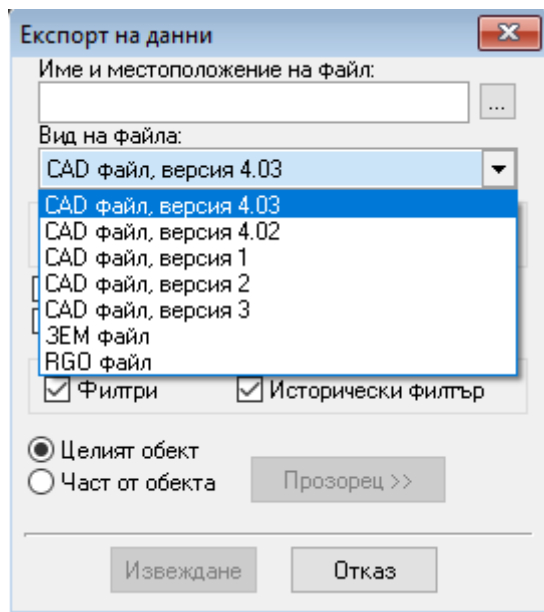 Експорт на данни
Име и местоположение на файл:
...
Вид на файла:
CAD файл, версия 4.03
CAD файл, версия 4.03
CAD файл, версия 4.02
CAD файл, версия 1
CAD файл, версия 2
CAD файл, версия 3
ЗЕМ файл
RGO файл
Филтри Исторически филтър
Целият обект
Част от обекта Прозорец >>
Извеждане Отказ